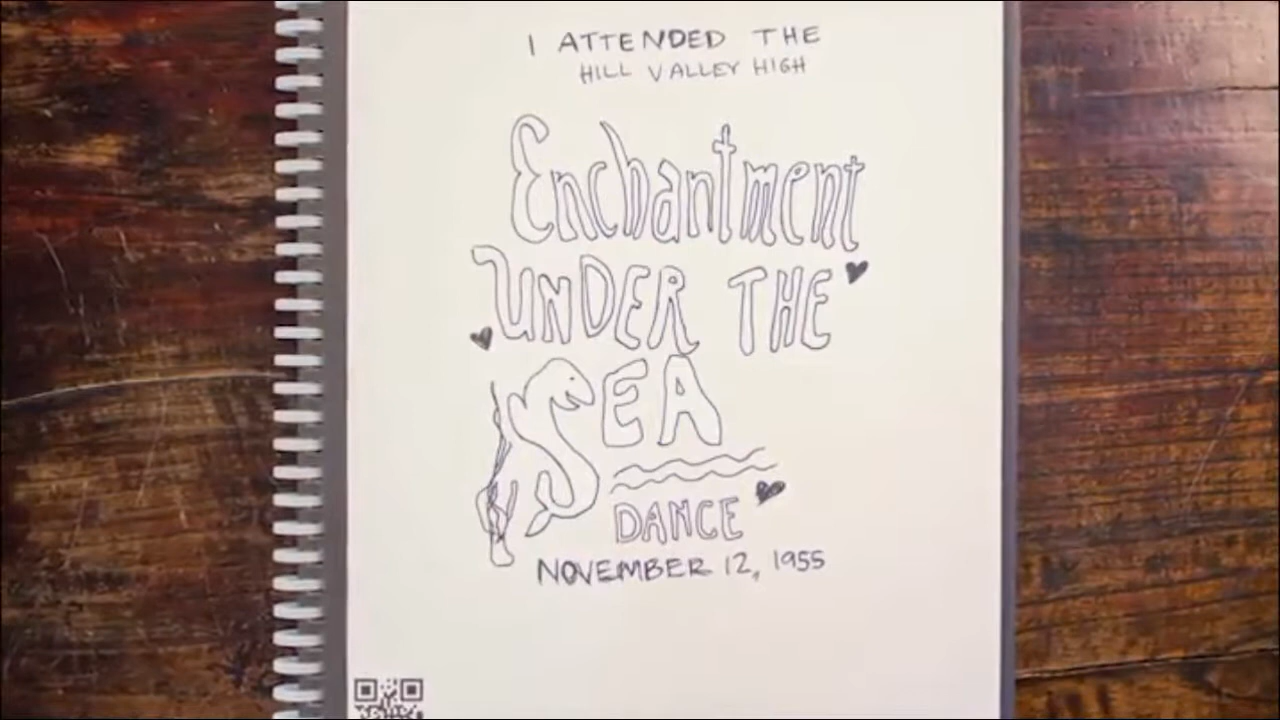 I ATTENDED THE
HILL VALLEY HIGH
Enchantment
UNDER THE
SEA
DANCE
NOVEMBER 12, 1955